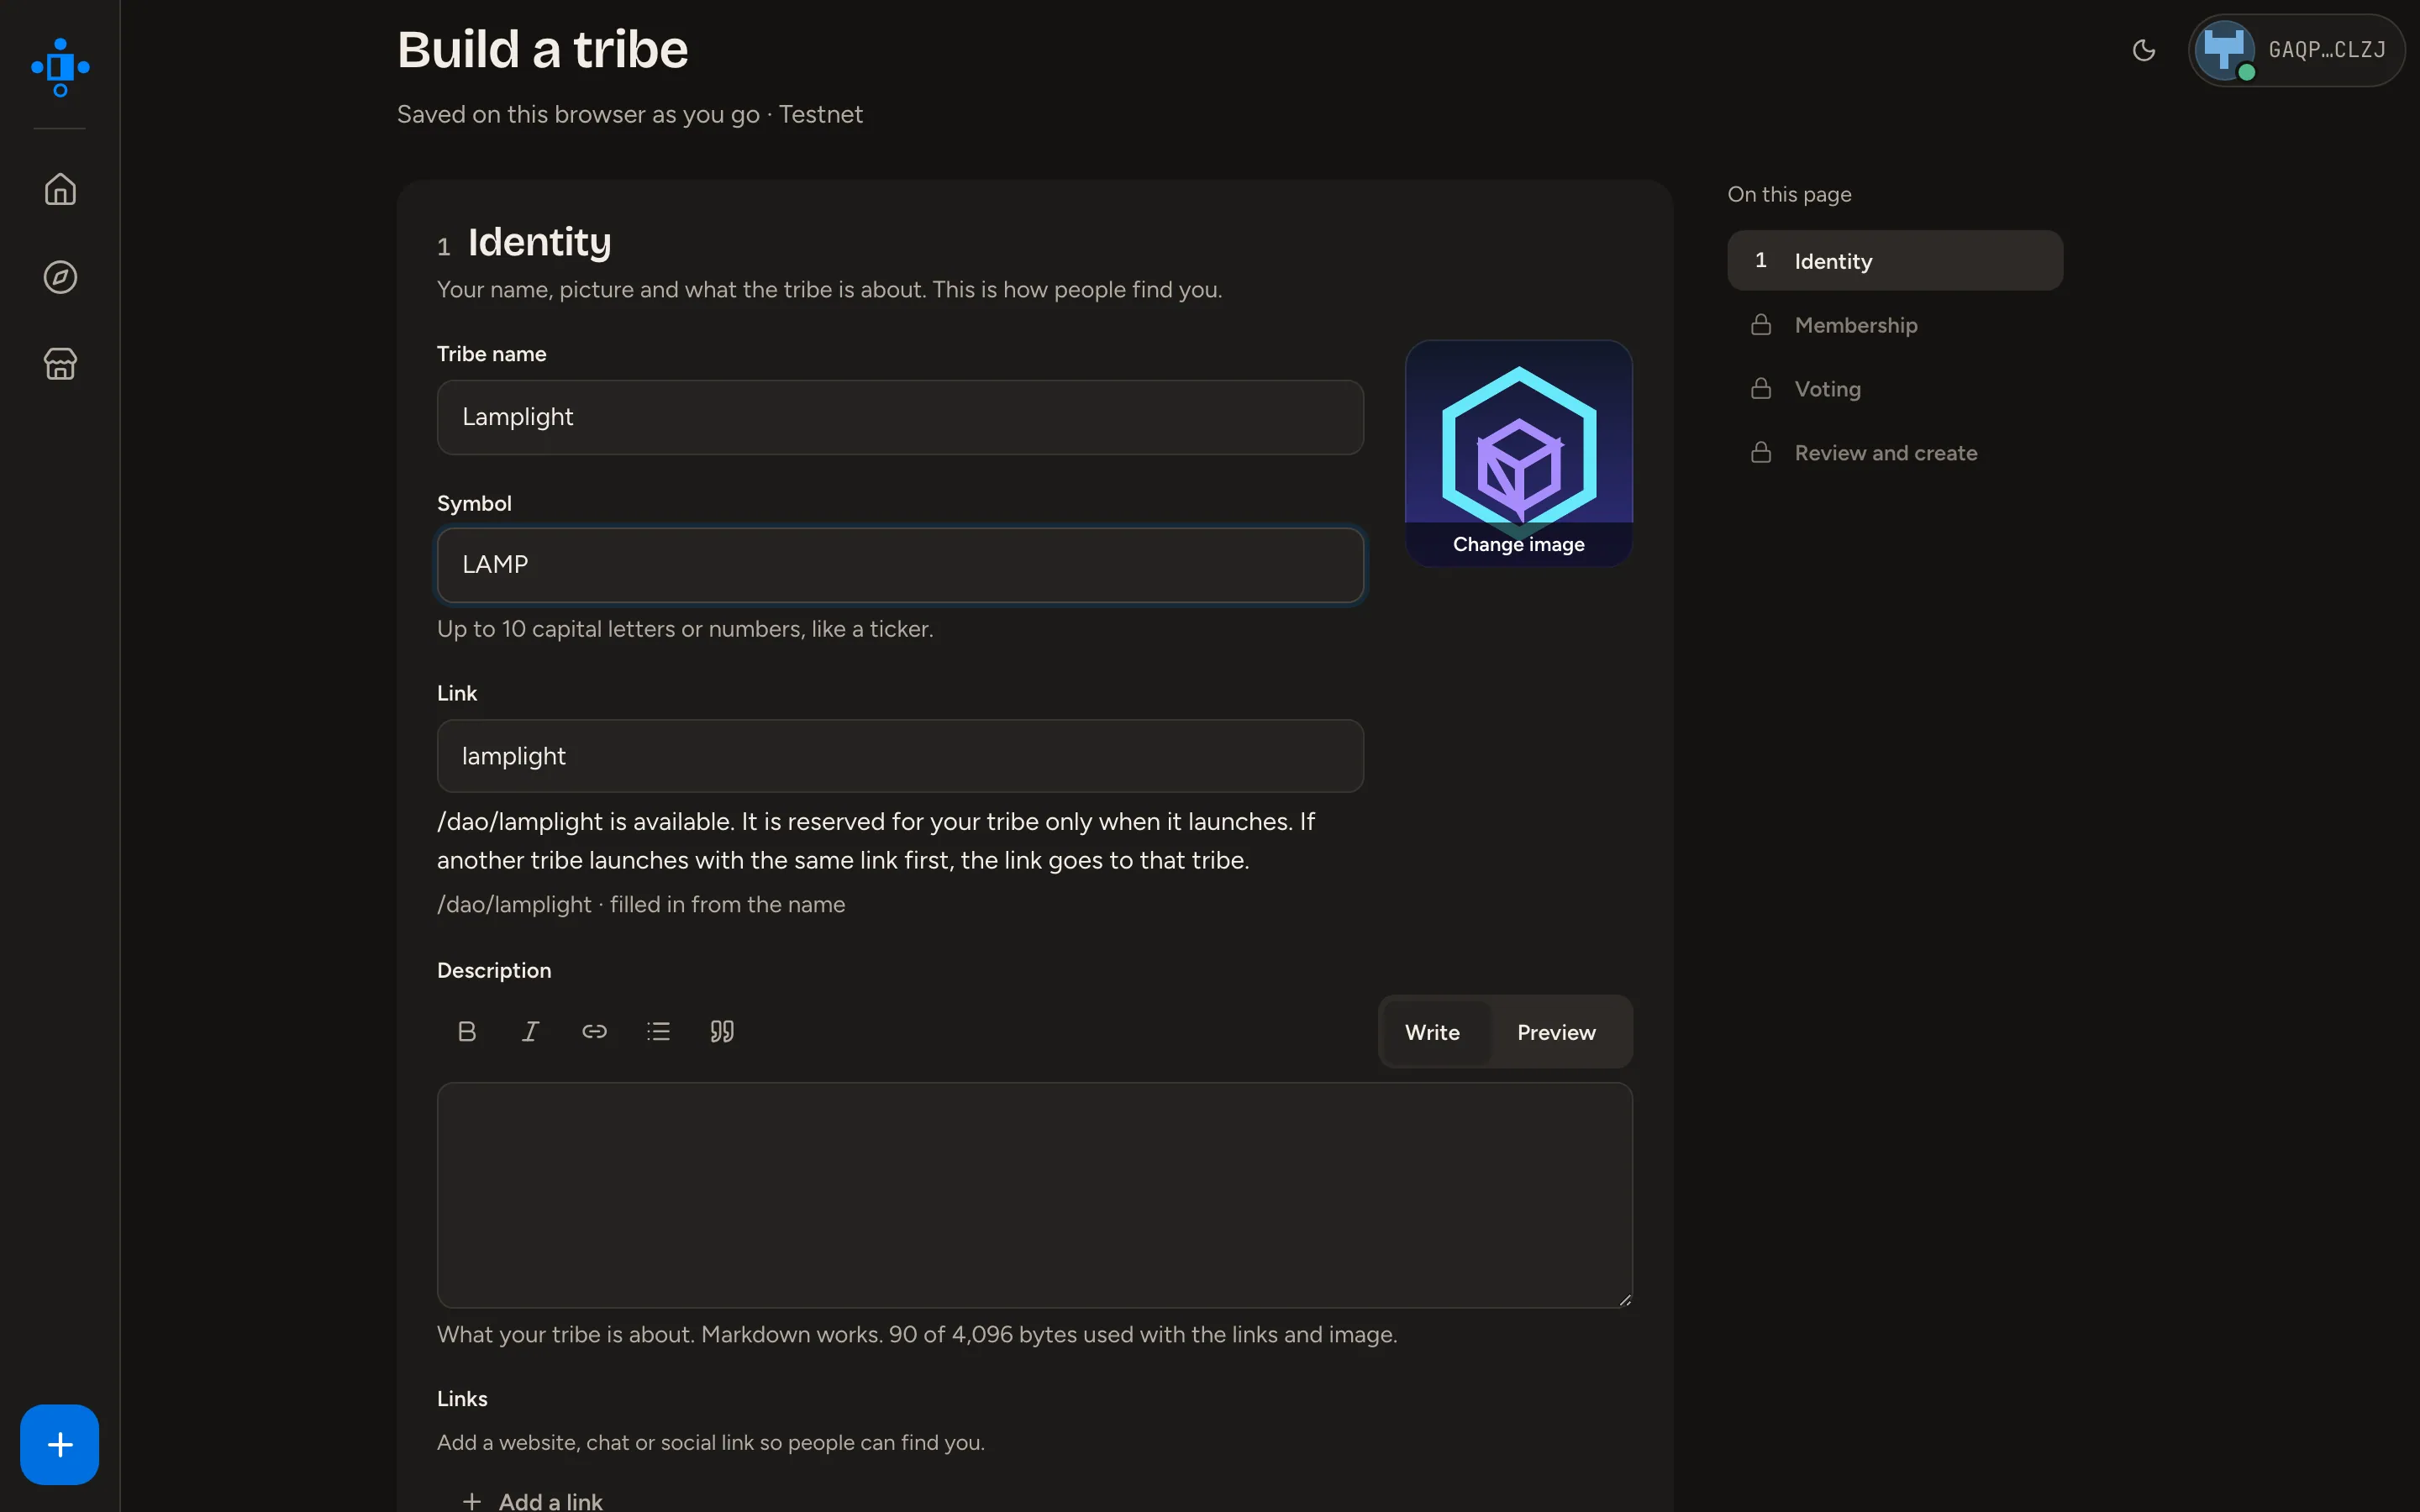 Build a tribe
Saved on this browser as you go · Testnet
GAQP…CLZJ
1 Identity
Your name, picture and what the tribe is about. This is how people find you.
Tribe name
Lamplight
Symbol
LAMP
Up to 10 capital letters or numbers, like a ticker.
Change image
Link
lamplight
/dao/lamplight is available. It is reserved for your tribe only when it launches. If
another tribe launches with the same link first, the link goes to that tribe.
/dao/lamplight · filled in from the name
Description
Write
Preview
What your tribe is about. Markdown works. 90 of 4,096 bytes used with the links and image.
Links
Add a website, chat or social link so people can find you.
Add a link
On this page
1 Identity
Membership
Voting
Review and create